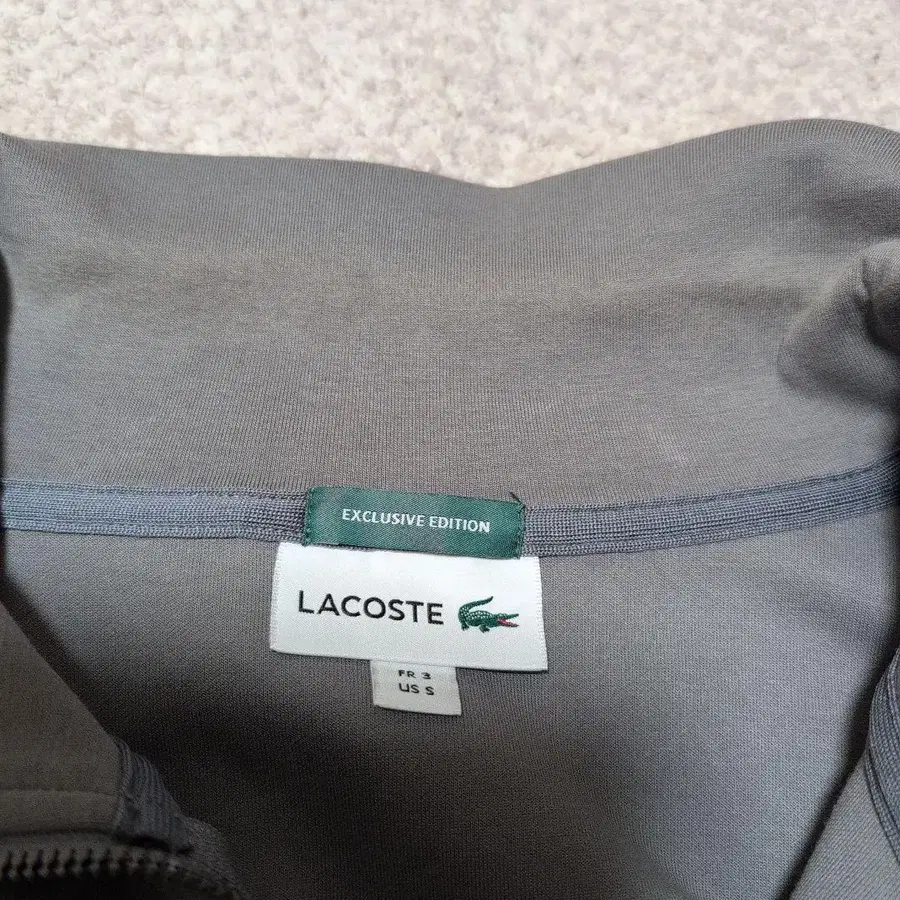 EXCLUSIVE EDITION
LACOSTE
FR 3
US S